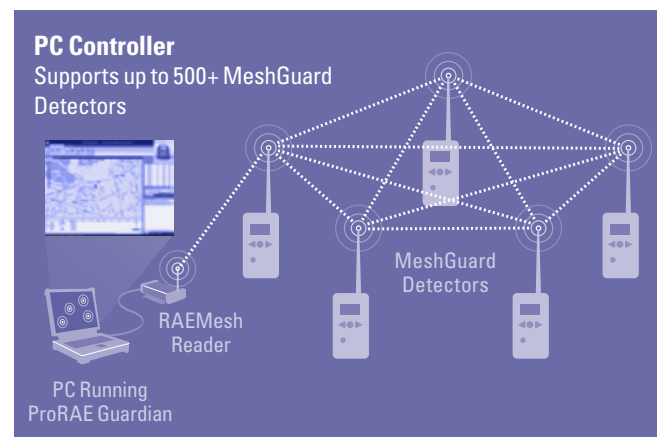 PC Controller
Supports up to 500+ MeshGuard
Detectors
MeshGuard
Detectors
RAEMesh
Reader
PC Running
ProRAE Guardian